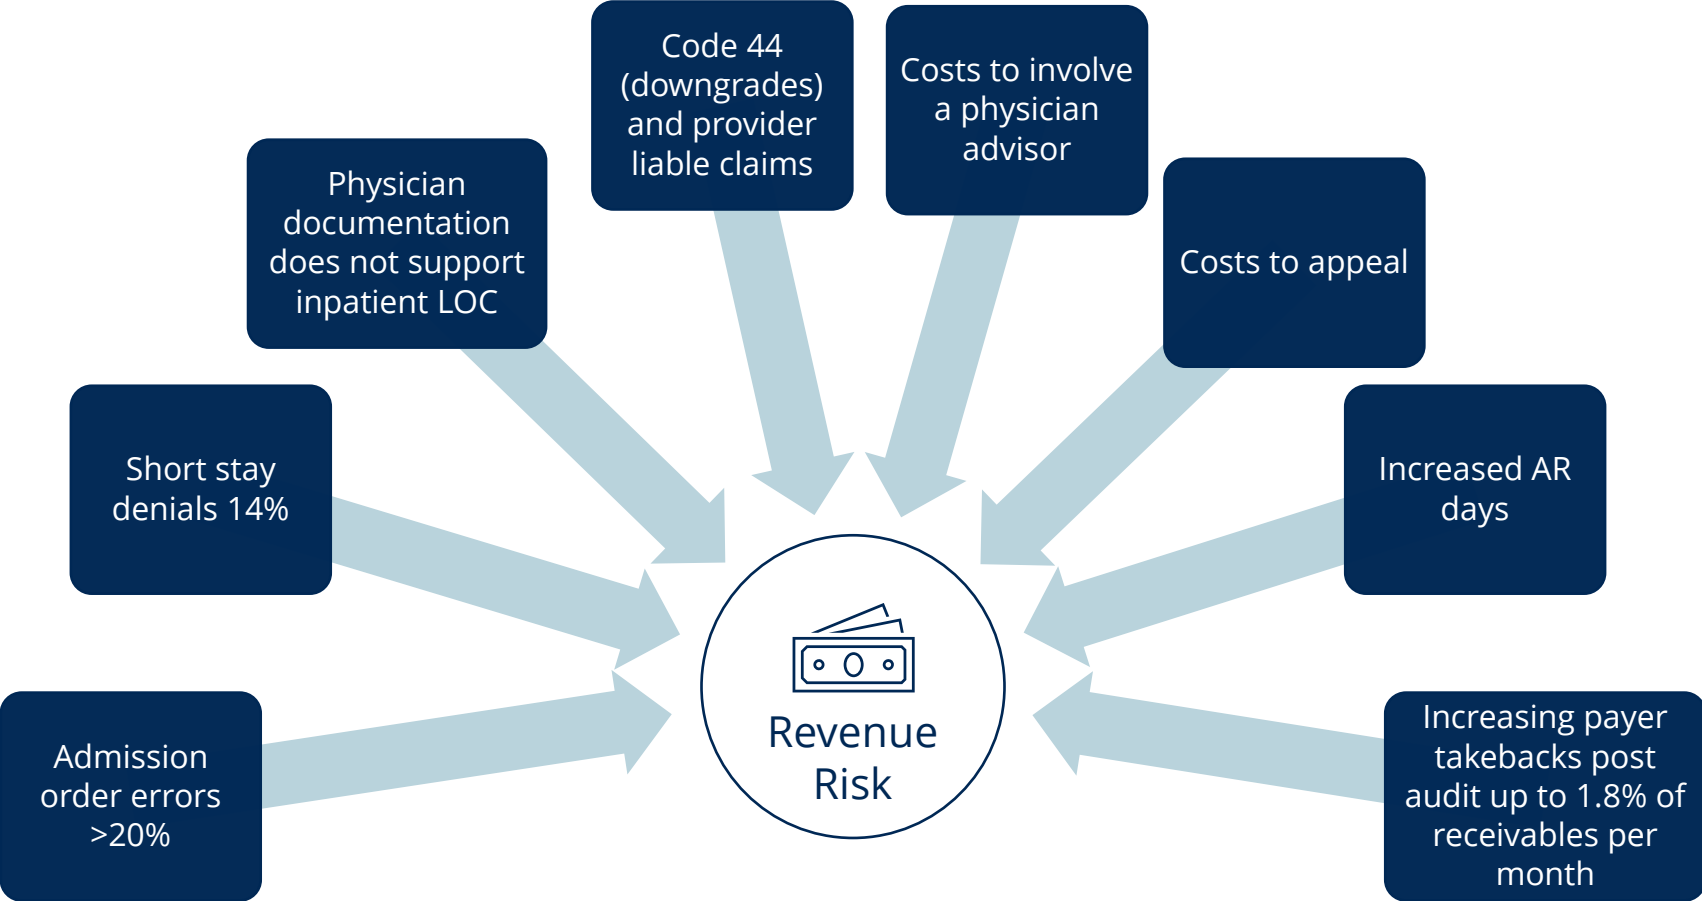 Code 44
(downgrades)
and provider
liable claims
Costs to involve
a physician
advisor
Physician
documentation
does not support
inpatient LOC
Costs to appeal
Short stay
denials 14%
Increased AR
days
Admission
order errors
>20%
Revenue
Risk
Increasing payer
takebacks post
audit up to 1.8% of
receivables per
month